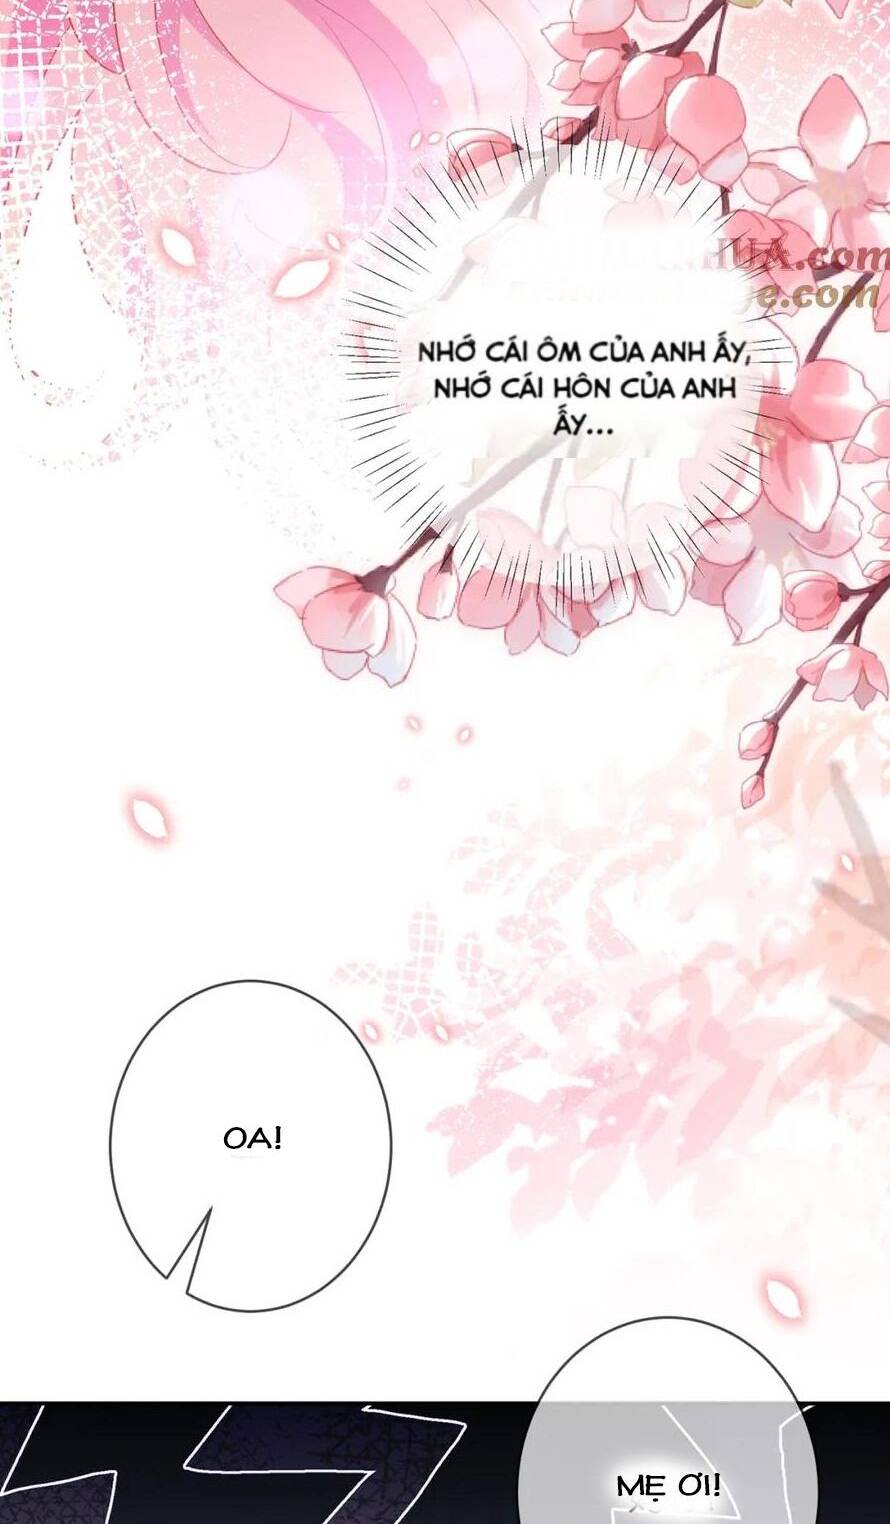 NHỚ CÁI ÔM CỦA ANH ẤY,
NHỚ CÁI HÔN CỦA ANH
ẤY...
OA!
MẸ ƠI!